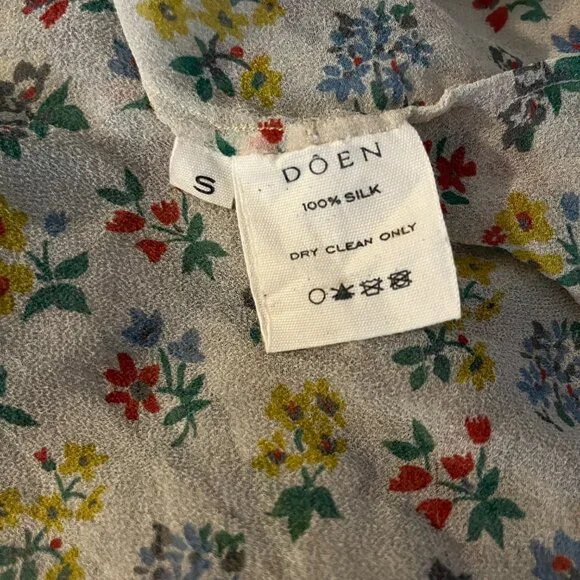 S
DÔEN
100% SILK
DRY CLEAN ONLY